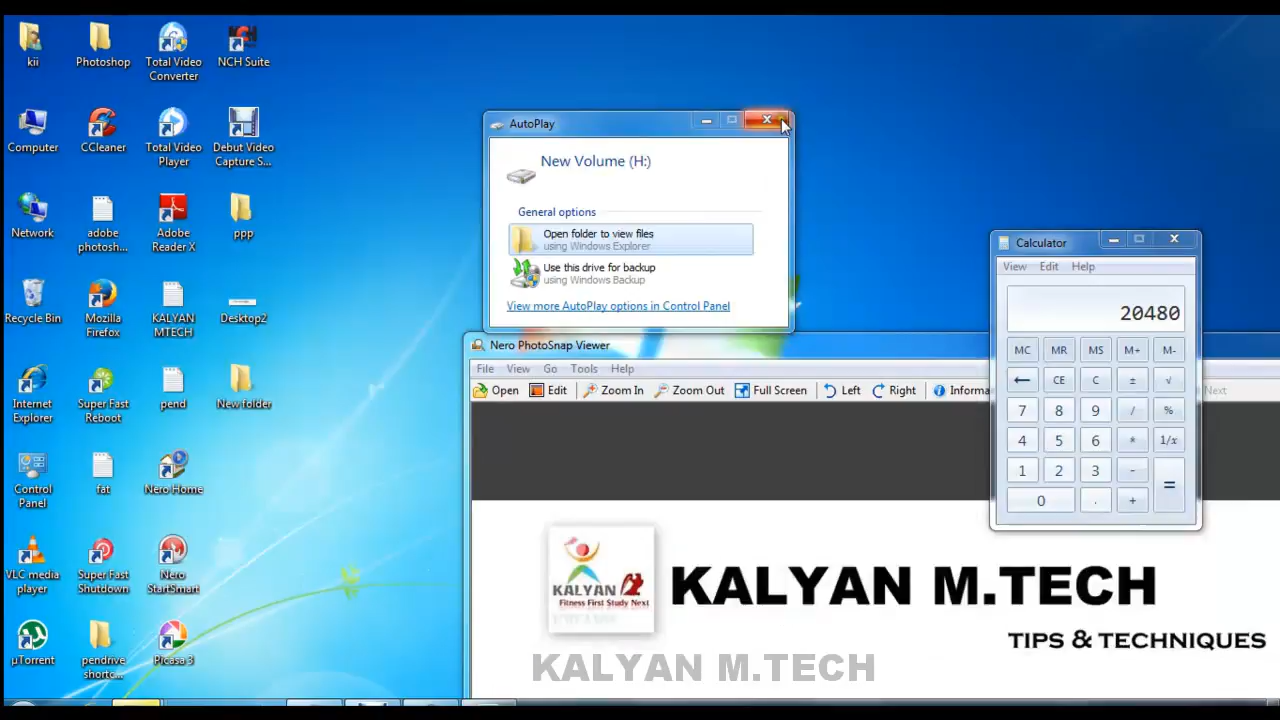 kii
Photoshop
Total Video
Converter
NCH Suite
Computer
CCleaner
Total Video
Player
Debut Video
Capture S...
Network
adobe
photosh...
Adobe
Reader X
ppp
Recycle Bin
Mozilla
Firefox
KALYAN
MTECH
Desktop2
Internet
Explorer
Super Fast
Reboot
pend
New folder
Control
Panel
fat
Nero Home
VLC media
player
Super Fast
Shutdown
Nero
StartSmart
µTorrent
pendrive
shortc...
Picasa 3
AutoPlay
New Volume (H:)
General options
Open folder to view files
using Windows Explorer
Use this drive for backup
using Windows Backup
View more AutoPlay options in Control Panel
Nero PhotoSnap Viewer
File View Go Tools Help
Open Edit Zoom In Zoom Out Full Screen Left Right Informa
Next
Calculator
View Edit Help
20480
MC MR MS M+ M-
← CE C ± √
7 8 9 / %
4 5 6 * 1/x
1 2 3 - =
0 . +
KALYAN
Fitness First Study Next
KALYAN M.TECH
TIPS & TECHNIQUES
KALYAN M.TECH